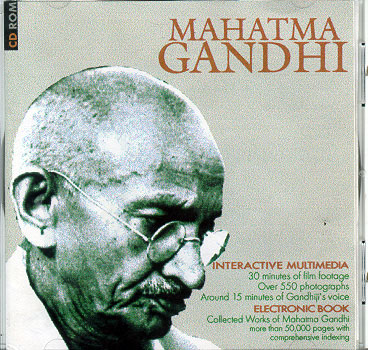 CD ROM
MAHATMA
GANDHI
INTERACTIVE MULTIMEDIA
30 minutes of film footage
Over 550 photographs
Around 15 minutes of Gandhiji's voice
ELECTRONIC BOOK
Collected Works of Mahatma Gandhi
more than 50,000 pages with
comprehensive indexing